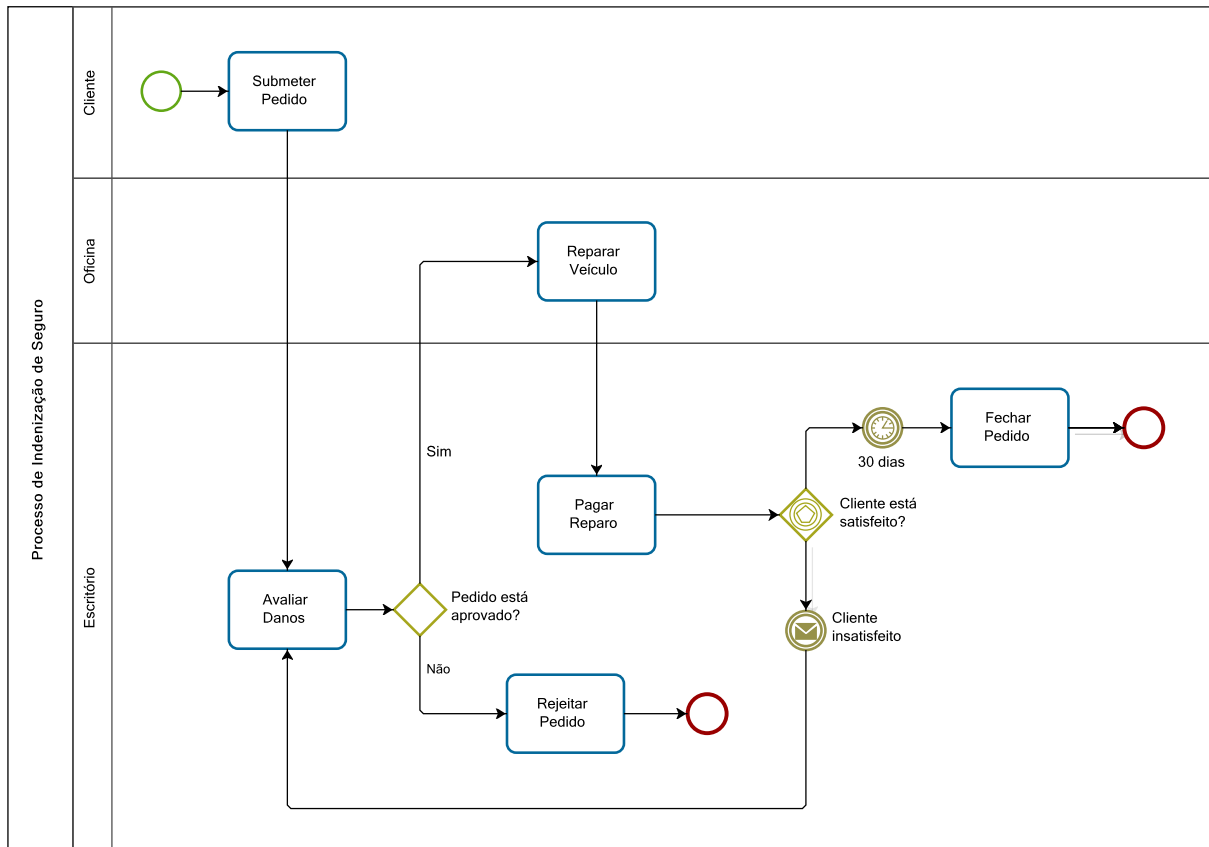 Processo de Indenização de Seguro
Cliente
Submeter
Pedido
Oficina
Reparar
Veículo
Escritório
Sim
Fechar
Pedido
30 dias
Pagar
Reparo
Cliente está
satisfeito?
Avaliar
Danos
Pedido está
aprovado?
Cliente
insatisfeito
Não
Rejeitar
Pedido